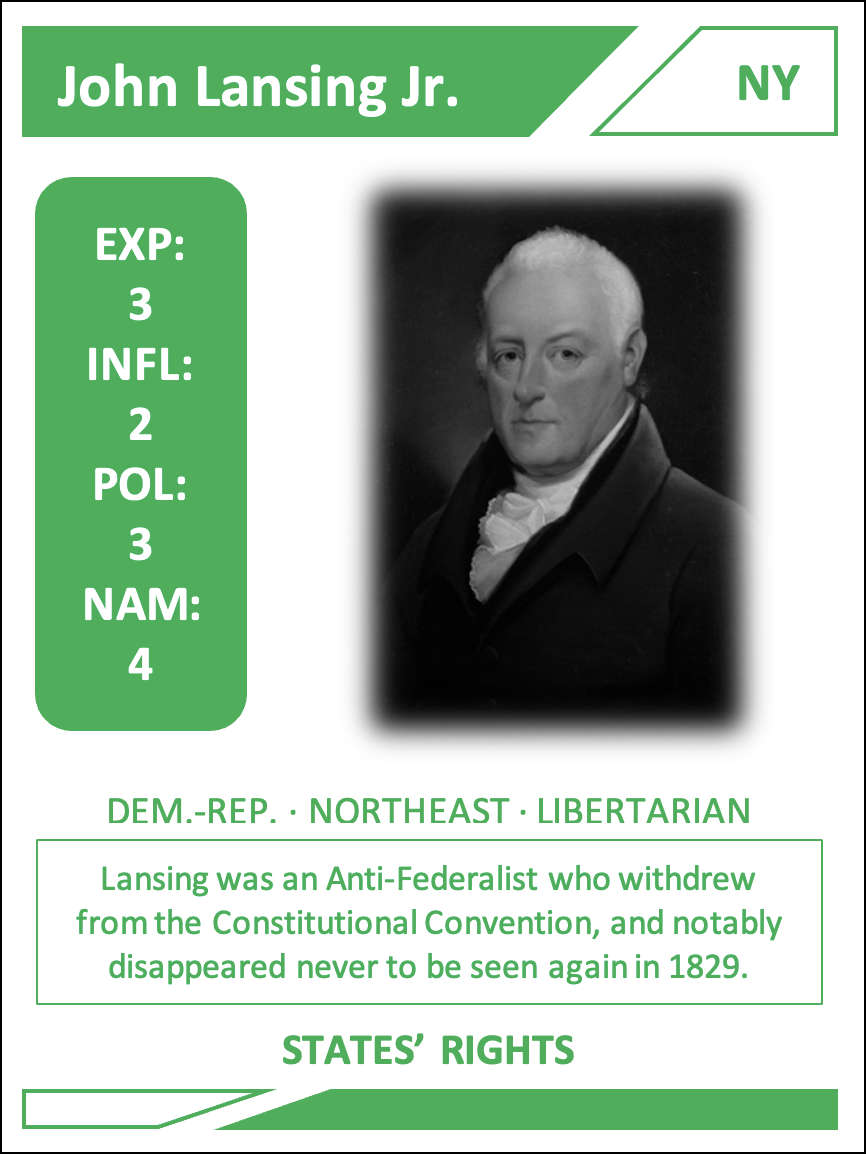 John Lansing Jr.
NY
EXP:
3
INFL:
2
POL:
3
NAM:
4
DEM.-REP. · NORTHEAST · LIBERTARIAN
Lansing was an Anti-Federalist who withdrew
from the Constitutional Convention, and notably
disappeared never to be seen again in 1829.
STATES’ RIGHTS